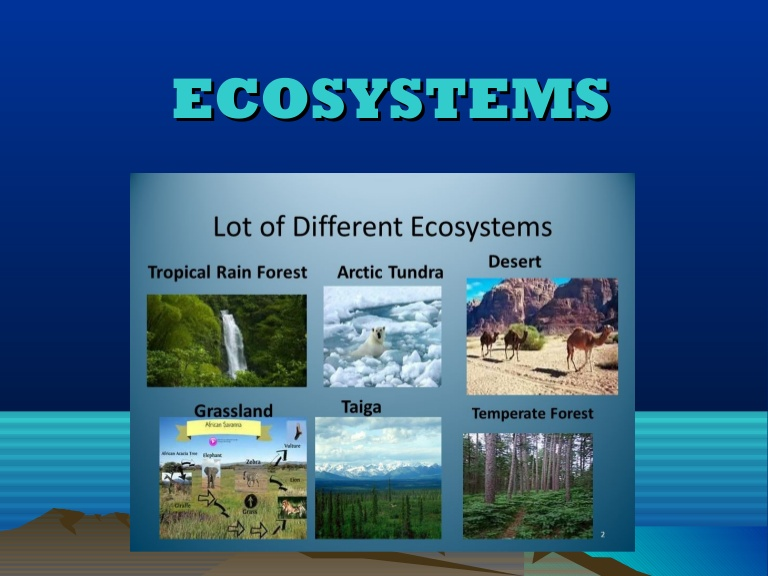 ECOSYSTEMS
Lot of Different Ecosystems
Tropical Rain Forest
Arctic Tundra
Desert
Grassland
Taiga
Temperate Forest
African Savanna
Vulture
African Acacia Tree
Elephant
Zebra
Lion
Giraffe
Grass
2